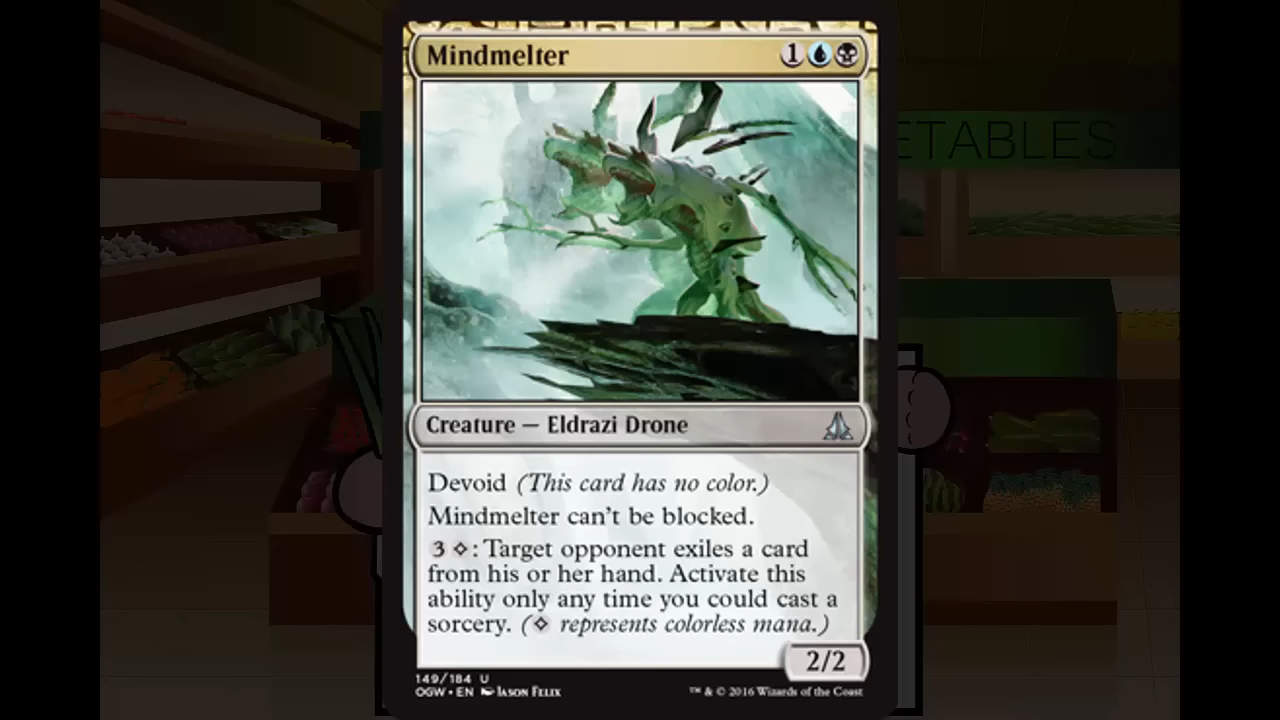 Mindmelter 1
ETABLES
Creature — Eldrazi Drone
Devoid (This card has no color.)
Mindmelter can't be blocked.
3 ◇: Target opponent exiles a card
from his or her hand. Activate this
ability only any time you could cast a
sorcery. (◇ represents colorless mana.)
2/2
149/184 U
OGW • EN Jason Felix
™ & © 2016 Wizards of the Coast